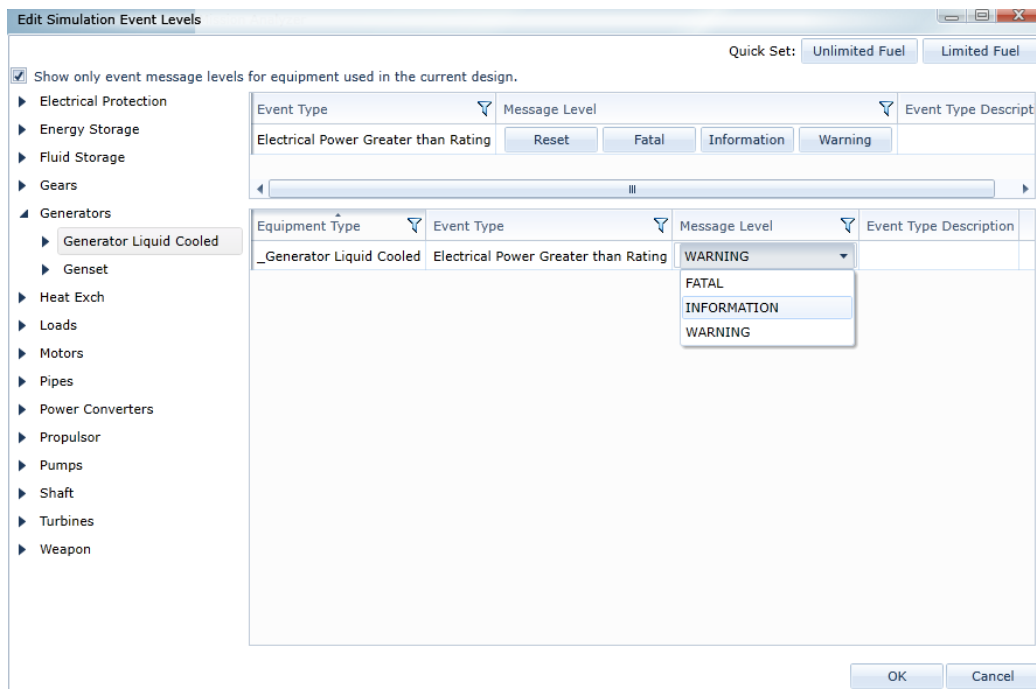 Edit Simulation Event Levels
Quick Set: Unlimited Fuel Limited Fuel
Show only event message levels for equipment used in the current design.
Electrical Protection
Energy Storage
Fluid Storage
Gears
Generators
Generator Liquid Cooled
Genset
Heat Exch
Loads
Motors
Pipes
Power Converters
Propulsor
Pumps
Shaft
Turbines
Weapon
Event Type Message Level Event Type Descript
Electrical Power Greater than Rating Reset Fatal Information Warning
Equipment Type Event Type Message Level Event Type Description
_Generator Liquid Cooled Electrical Power Greater than Rating WARNING
FATAL
INFORMATION
WARNING
OK Cancel